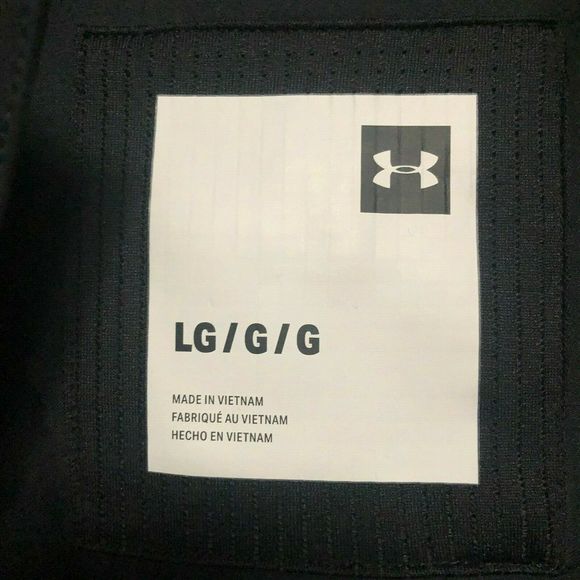 LG/G/G
MADE IN VIETNAM
FABRIQUÉ AU VIETNAM
HECHO EN VIETNAM